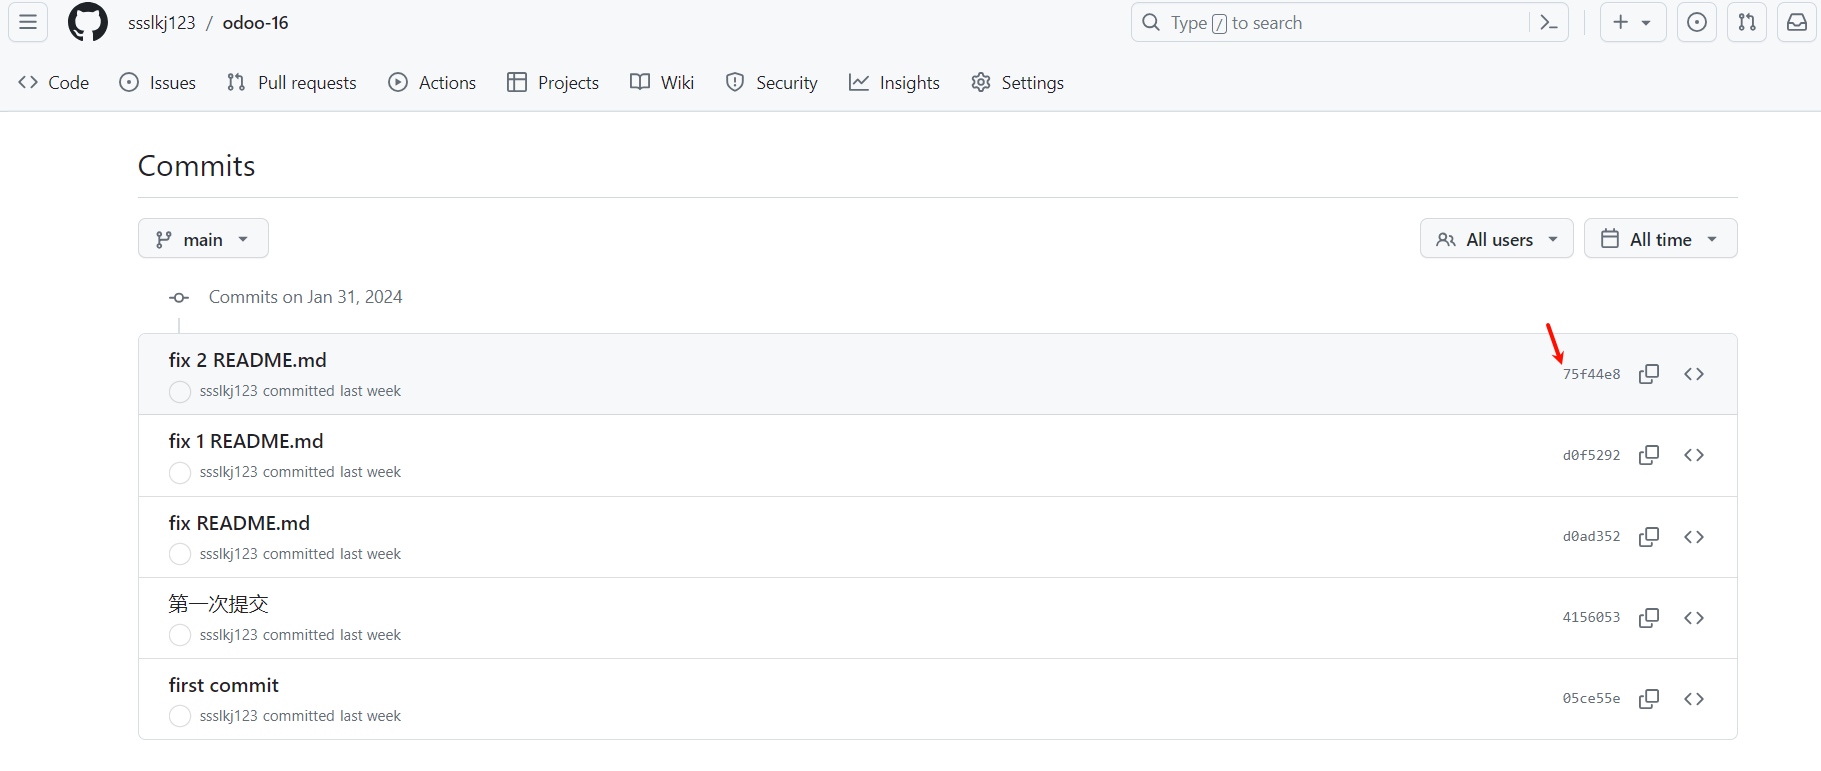 ssslkj123 / odoo-16
Type / to search
Code Issues Pull requests Actions Projects Wiki Security Insights Settings
Commits
main All users All time
Commits on Jan 31, 2024
fix 2 README.md
ssslkj123 committed last week
75f44e8
fix 1 README.md
ssslkj123 committed last week
d0f5292
fix README.md
ssslkj123 committed last week
d0ad352
第一次提交
ssslkj123 committed last week
4156053
first commit
ssslkj123 committed last week
05ce55e